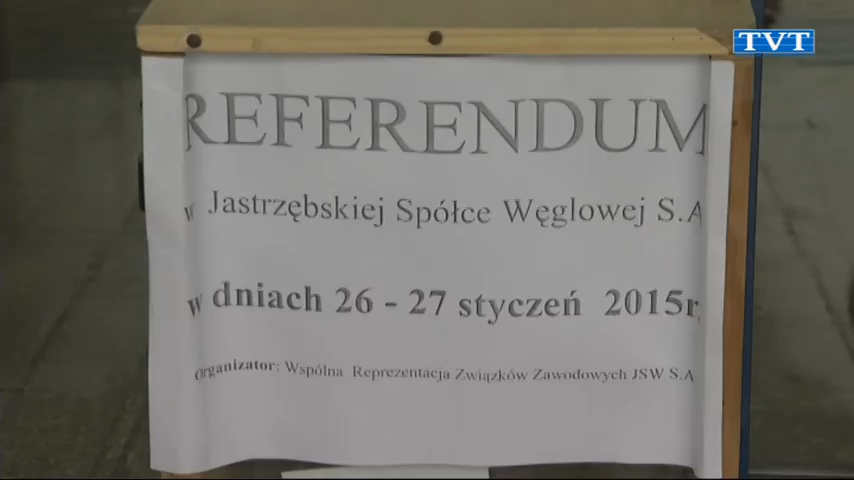 TVT
REFERENDUM
w Jastrzębskiej Spółce Węglowej S.A
w dniach 26 - 27 styczeń 2015r.
Organizator: Wspólna Reprezentacja Związków Zawodowych JSW S.A